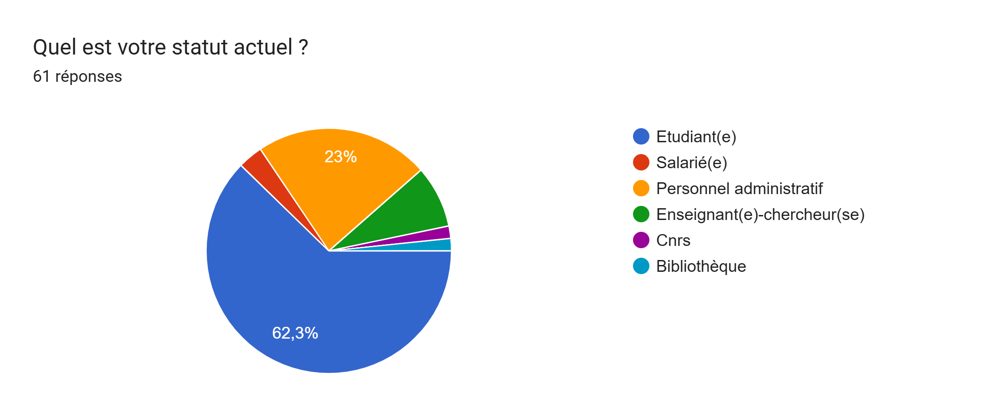 Quel est votre statut actuel ?
61 réponses
23%
62,3%
Etudiant(e)
Salarié(e)
Personnel administratif
Enseignant(e)-chercheur(se)
Cnrs
Bibliothèque